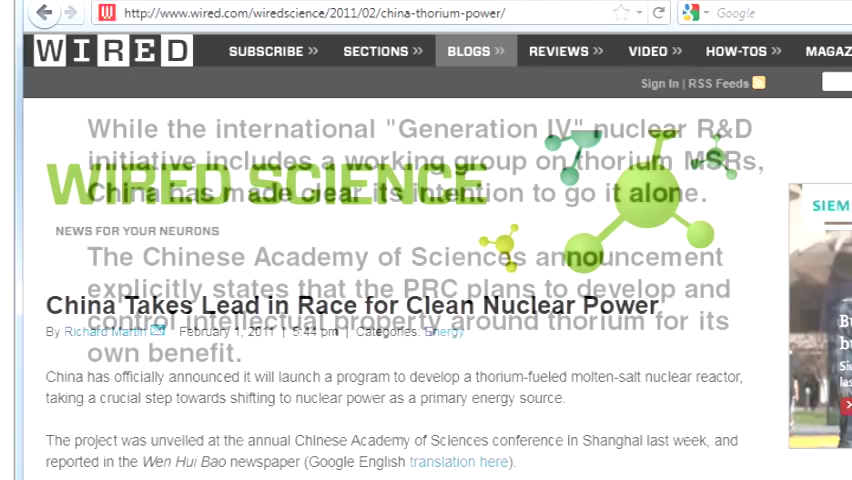 http://www.wired.com/wiredscience/2011/02/china-thorium-power/
Google
WIRED
SUBSCRIBE » SECTIONS » BLOGS » REVIEWS » VIDEO » HOW-TOS » MAGAZ
Sign In | RSS Feeds
While the international "Generation IV" nuclear R&D
initiative includes a working group on thorium MSRs,
China has made clear its intention to go it alone.
WIRED SCIENCE
SIEM
NEWS FOR YOUR NEURONS
The Chinese Academy of Sciences announcement
explicitly states that the PRC plans to develop and
control intellectual property around thorium for its
own benefit.
China Takes Lead in Race for Clean Nuclear Power
By Richard Martin February 1, 2011 | 5:44 pm | Categories: Energy
China has officially announced it will launch a program to develop a thorium-fueled molten-salt nuclear reactor,
taking a crucial step towards shifting to nuclear power as a primary energy source.
The project was unveiled at the annual Chinese Academy of Sciences conference in Shanghai last week, and
reported in the Wen Hui Bao newspaper (Google English translation here).